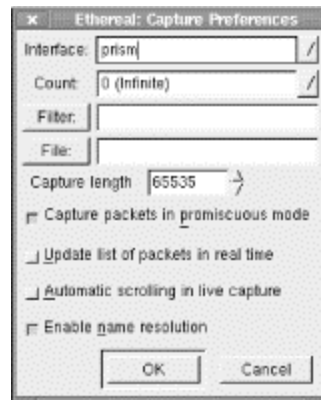 Ethereal: Capture Preferences
Interface: prism
Count: 0 (Infinite)
Filter:
File:
Capture length 65535
Capture packets in promiscuous mode
Update list of packets in real time
Automatic scrolling in live capture
Enable name resolution
OK Cancel